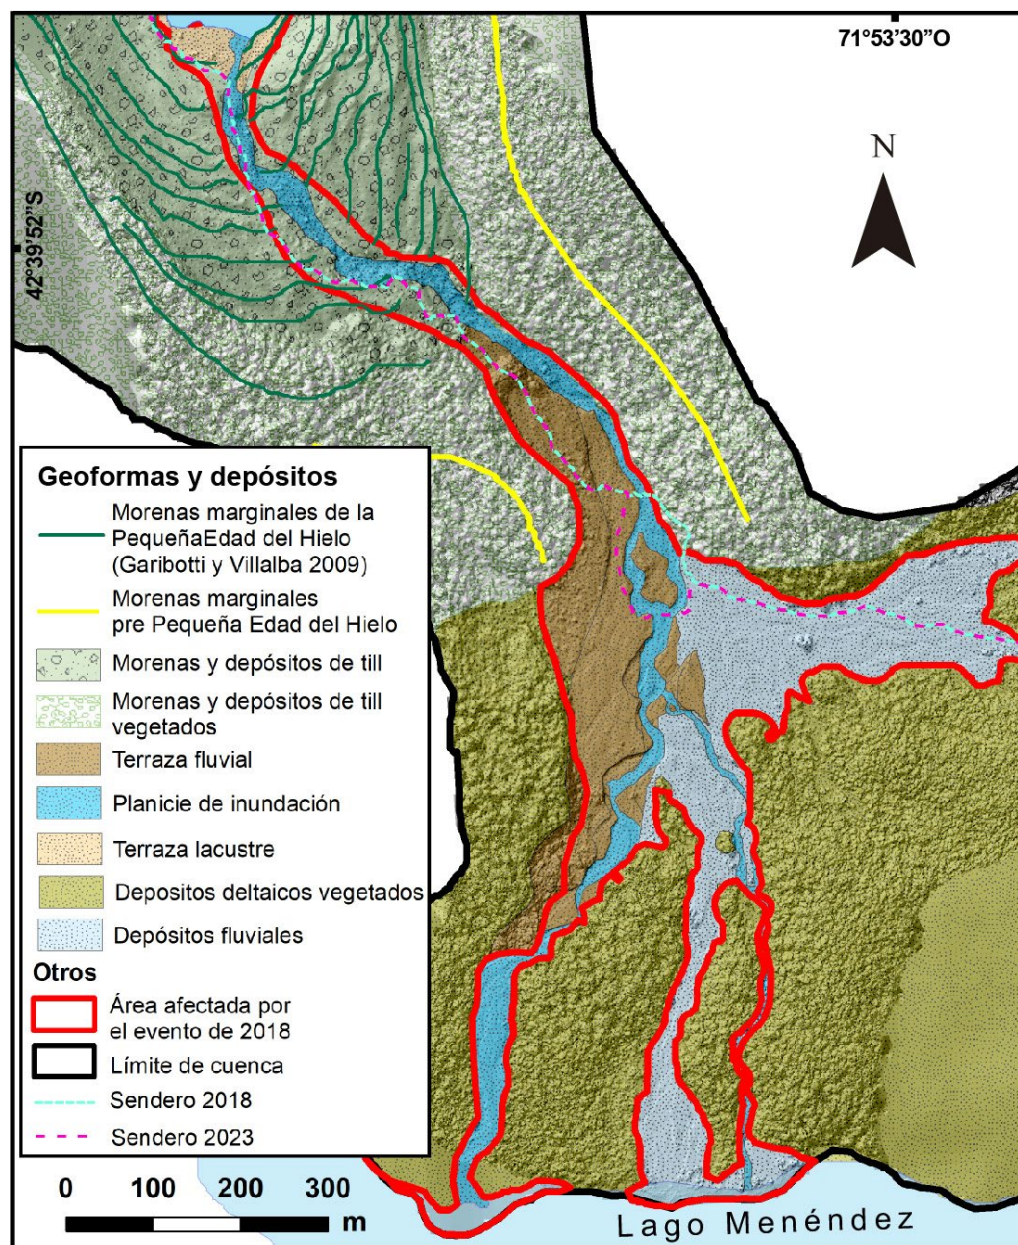 71°53'30"O
N
42°39'52"S
Geoformas y depósitos
Morenas marginales de la
PequeñaEdad del Hielo
(Garibotti y Villalba 2009)
Morenas marginales
pre Pequeña Edad del Hielo
Morenas y depósitos de till
Morenas y depósitos de till
vegetados
Terraza fluvial
Planicie de inundación
Terraza lacustre
Depositos deltaicos vegetados
Depósitos fluviales
Otros
Área afectada por
el evento de 2018
Límite de cuenca
Sendero 2018
Sendero 2023
0 100 200 300
m
Lago Menéndez